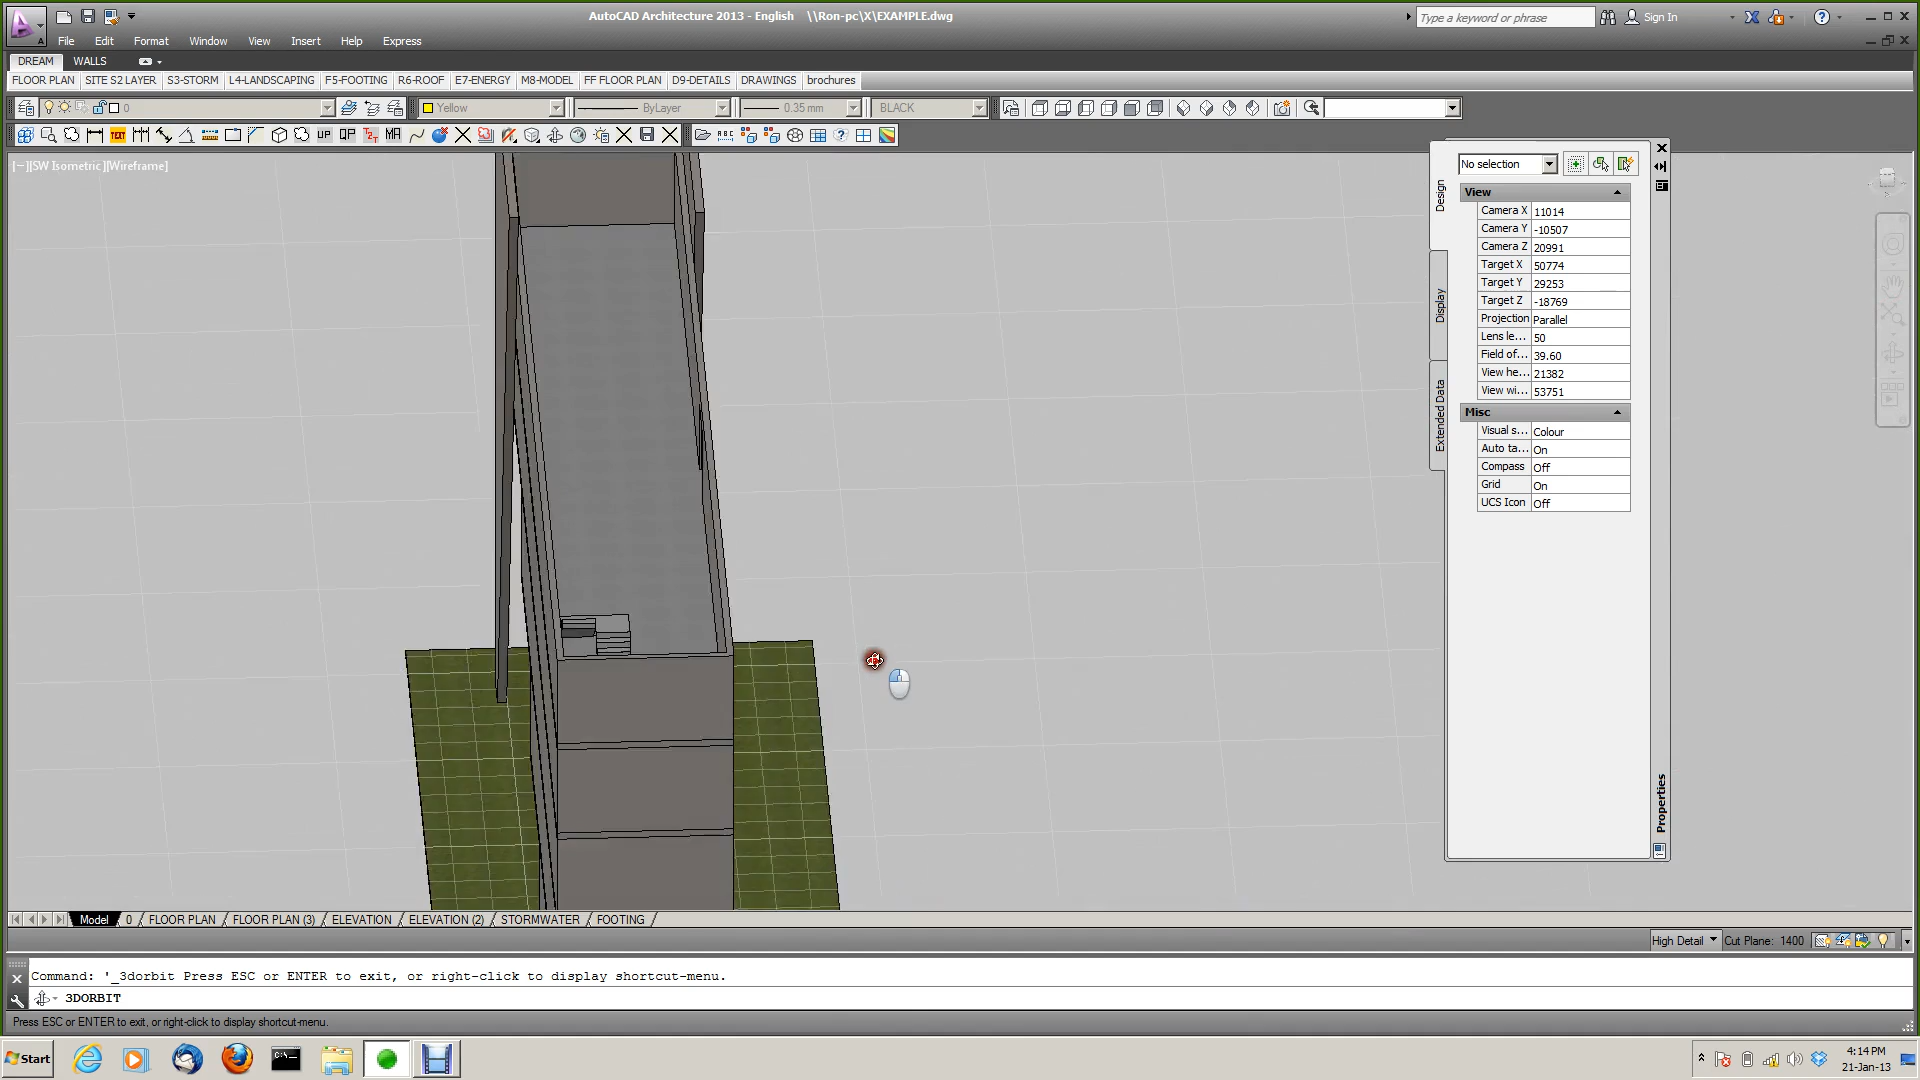 AutoCAD Architecture 2013 - English \\Ron-pc\X\EXAMPLE.dwg
Type a keyword or phrase
Sign In
File Edit Format Window View Insert Help Express
DREAM WALLS
FLOOR PLAN SITE S2 LAYER S3-STORM L4-LANDSCAPING F5-FOOTING R6-ROOF E7-ENERGY M8-MODEL FF FLOOR PLAN D9-DETAILS DRAWINGS brochures
0 Yellow ByLayer 0.35 mm BLACK
TEXT UP QP MA ABC
[−][SW Isometric][Wireframe]
No selection
Design
Display
Extended Data
Properties
View
Camera X 11014
Camera Y -10507
Camera Z 20991
Target X 50774
Target Y 29253
Target Z -18769
Projection Parallel
Lens le... 50
Field of... 39.60
View he... 21382
View wi... 53751
Misc
Visual s... Colour
Auto ta... On
Compass Off
Grid On
UCS Icon Off
Model 0 FLOOR PLAN FLOOR PLAN (3) ELEVATION ELEVATION (2) STORMWATER FOOTING
High Detail Cut Plane: 1400
Command: '_3dorbit Press ESC or ENTER to exit, or right-click to display shortcut-menu.
3DORBIT
Press ESC or ENTER to exit, or right-click to display shortcut-menu.
Start
4:14 PM
21-Jan-13